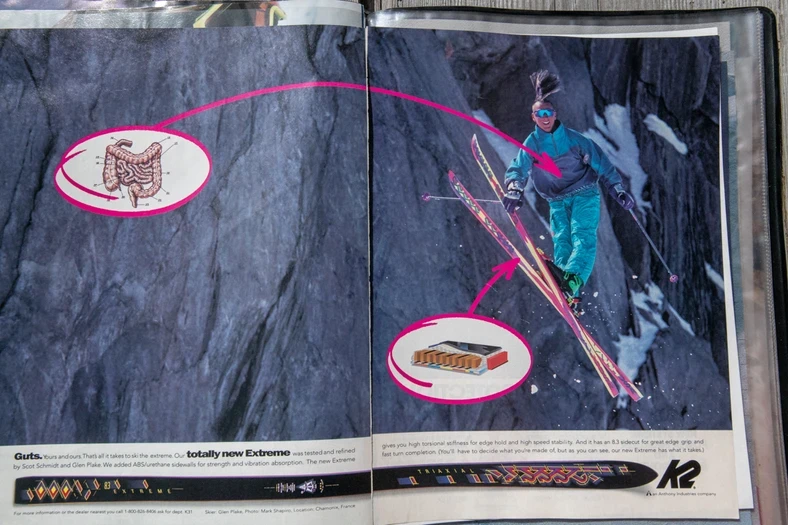 Guts. Yours and ours. That's all it takes to ski the extreme. Our totally new Extreme was tested and refined
by Scot Schmidt and Glen Plake. We added ABS/urethane sidewalls for strength and vibration absorption. The new Extreme
gives you high torsional stiffness for edge hold and high speed stability. And it has an 8.3 sidecut for great edge grip and
fast turn completion. (You'll have to decide what you're made of, but as you can see, our new Extreme has what it takes.)
EXTREME
TRIAXIAL
K2
An Anthony Industries company
For more information or the dealer nearest you call 1-800-426-4906 ask for dept. K31. Skier: Glen Plake. Photo: Mark Shapiro. Location: Chamonix, France